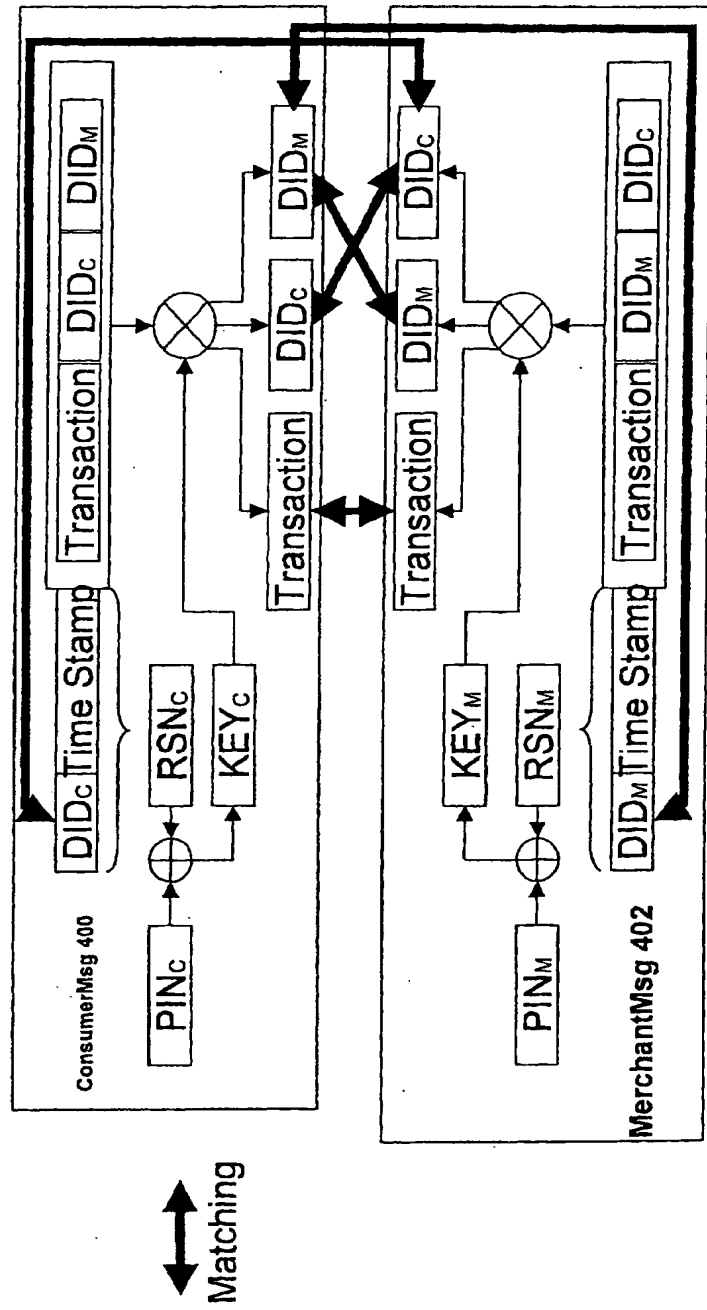 ConsumerMsg 400
DIDC Time Stamp Transaction DIDC DIDM
RSNC
PINC
KEYC
Transaction DIDC DIDM
Transaction DIDM DIDC
KEYM
PINM
RSNM
MerchantMsg 402
DIDM Time Stamp Transaction DIDM DIDC
Matching